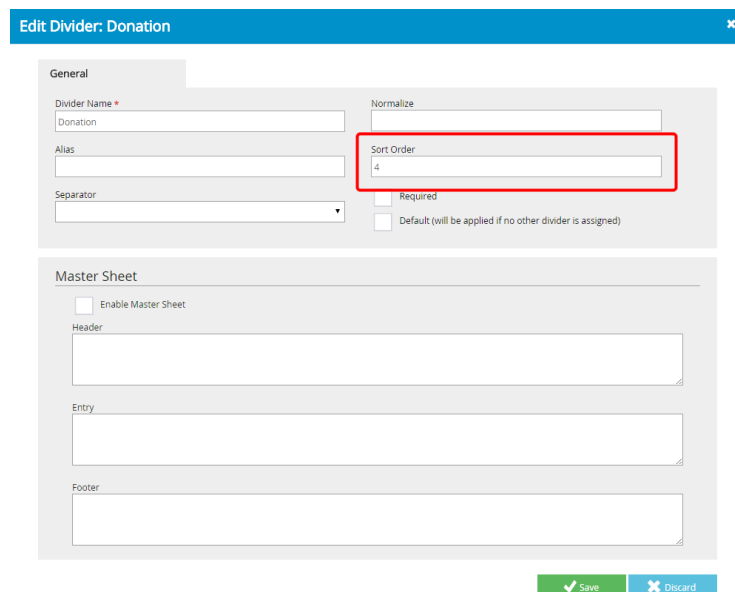 Edit Divider: Donation
General
Divider Name *
Donation
Normalize
Alias
Sort Order
4
Separator
Required
Default (will be applied if no other divider is assigned)
Master Sheet
Enable Master Sheet
Header
Entry
Footer
Save
Discard